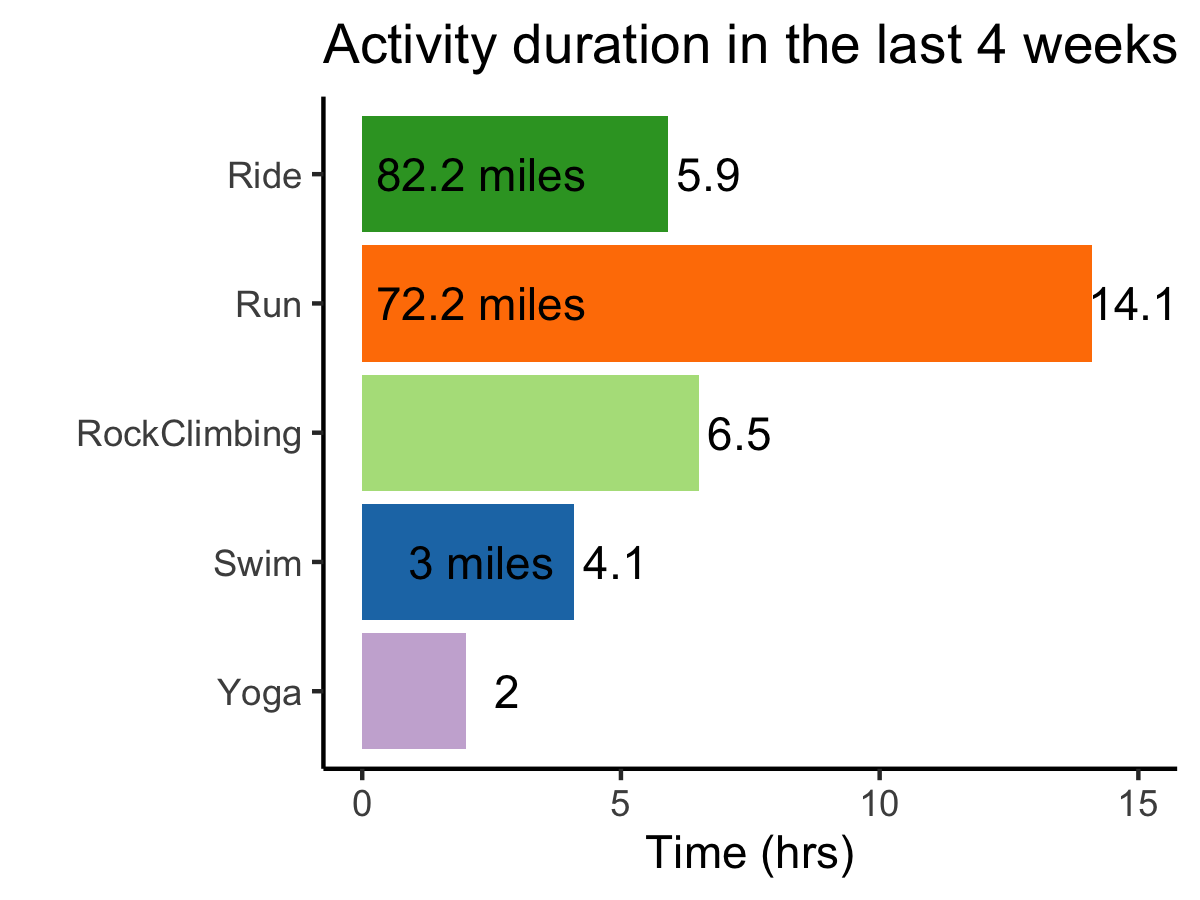 Activity duration in the last 4 weeks
Ride 82.2 miles 5.9
Run 72.2 miles 14.1
RockClimbing 6.5
Swim 3 miles 4.1
Yoga 2
0 5 10 15
Time (hrs)